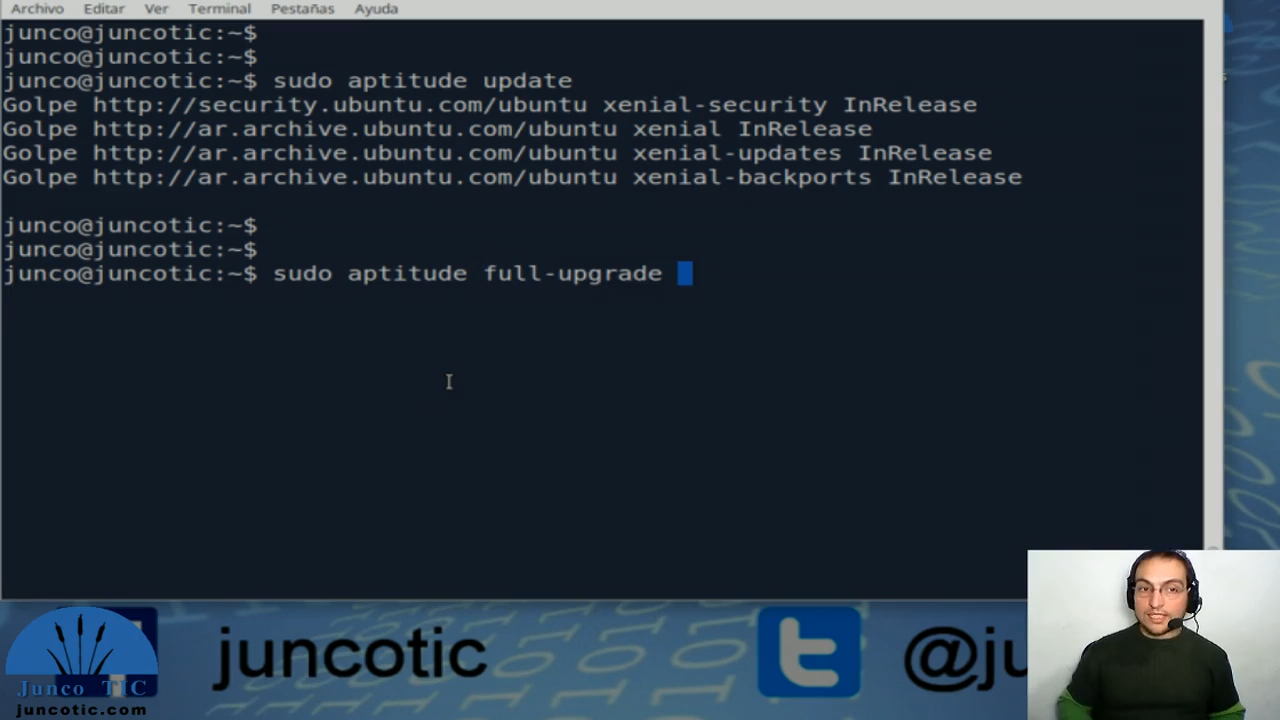 Archivo Editar Ver Terminal Pestañas Ayuda
junco@juncotic:~$
junco@juncotic:~$
junco@juncotic:~$ sudo aptitude update
Golpe http://security.ubuntu.com/ubuntu xenial-security InRelease
Golpe http://ar.archive.ubuntu.com/ubuntu xenial InRelease
Golpe http://ar.archive.ubuntu.com/ubuntu xenial-updates InRelease
Golpe http://ar.archive.ubuntu.com/ubuntu xenial-backports InRelease
junco@juncotic:~$
junco@juncotic:~$
junco@juncotic:~$ sudo aptitude full-upgrade
juncotic
@ju
Junco TIC
juncotic.com